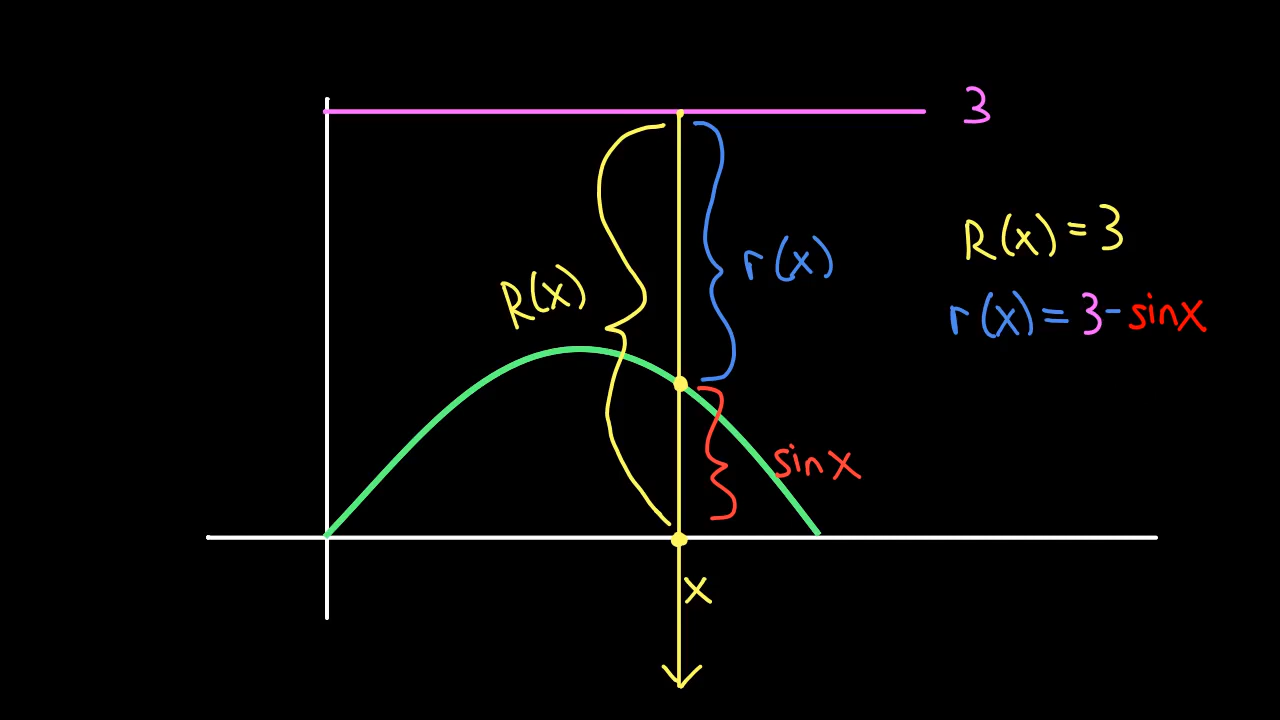 3
R(x)=3
r(x)
R(x)
r(x)=3-sinx
sinx
x